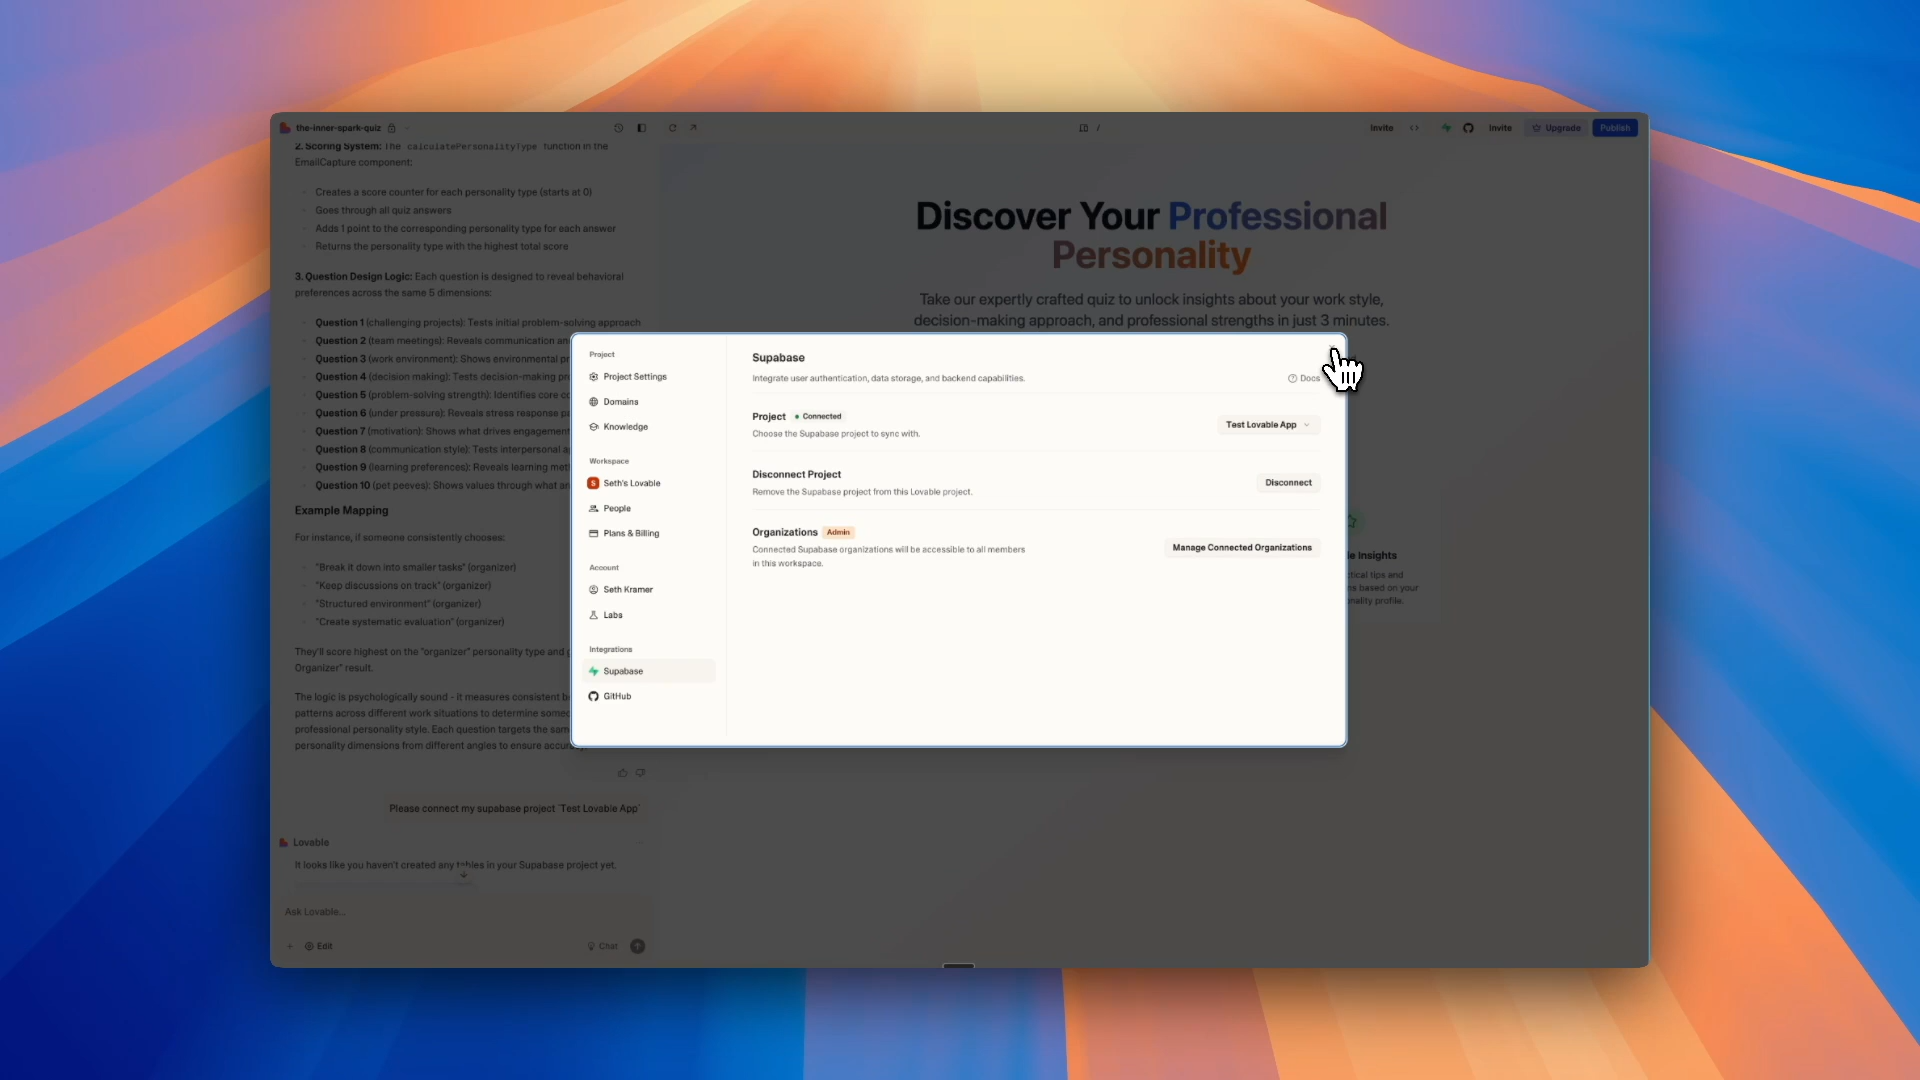 the-inner-spark-quiz
Invite
Invite
Upgrade
Publish
2. Scoring System: The calculatePersonalityType function in the
EmailCapture component:
Creates a score counter for each personality type (starts at 0)
Goes through all quiz answers
Adds 1 point to the corresponding personality type for each answer
Returns the personality type with the highest total score
3. Question Design Logic: Each question is designed to reveal behavioral
preferences across the same 5 dimensions:
Question 1 (challenging projects): Tests initial problem-solving approach
Question 2 (team meetings): Reveals communication
Question 3 (work environment): Shows environmental
Question 4 (decision making): Tests decision-making
Question 5 (problem-solving strength): Identifies core
Question 6 (under pressure): Reveals stress response
Question 7 (motivation): Shows what drives engagement
Question 8 (communication style): Tests interpersonal
Question 9 (learning preferences): Reveals learning
Question 10 (pet peeves): Shows values through what
Example Mapping
For instance, if someone consistently chooses:
"Break it down into smaller tasks" (organizer)
"Keep discussions on track" (organizer)
"Structured environment" (organizer)
"Create systematic evaluation" (organizer)
They'll score highest on the "organizer" personality type and
Organizer" result.
The logic is psychologically sound - it measures consistent
patterns across different work situations to determine
professional personality style. Each question targets the
personality dimensions from different angles to ensure
Please connect my supabase project `Test Lovable App`
Lovable
It looks like you haven't created any tables in your Supabase project yet.
Ask Lovable...
+ Edit
Chat
Discover Your Professional
Personality
Take our expertly crafted quiz to unlock insights about your work style,
decision-making approach, and professional strengths in just 3 minutes.
Insights
tips and
based on your
profile.
Project
Project Settings
Domains
Knowledge
Workspace
S Seth's Lovable
People
Plans & Billing
Account
Seth Kramer
Labs
Integrations
Supabase
GitHub
Supabase
Integrate user authentication, data storage, and backend capabilities.
Docs
Project Connected
Choose the Supabase project to sync with.
Test Lovable App
Disconnect Project
Remove the Supabase project from this Lovable project.
Disconnect
Organizations Admin
Connected Supabase organizations will be accessible to all members
in this workspace.
Manage Connected Organizations